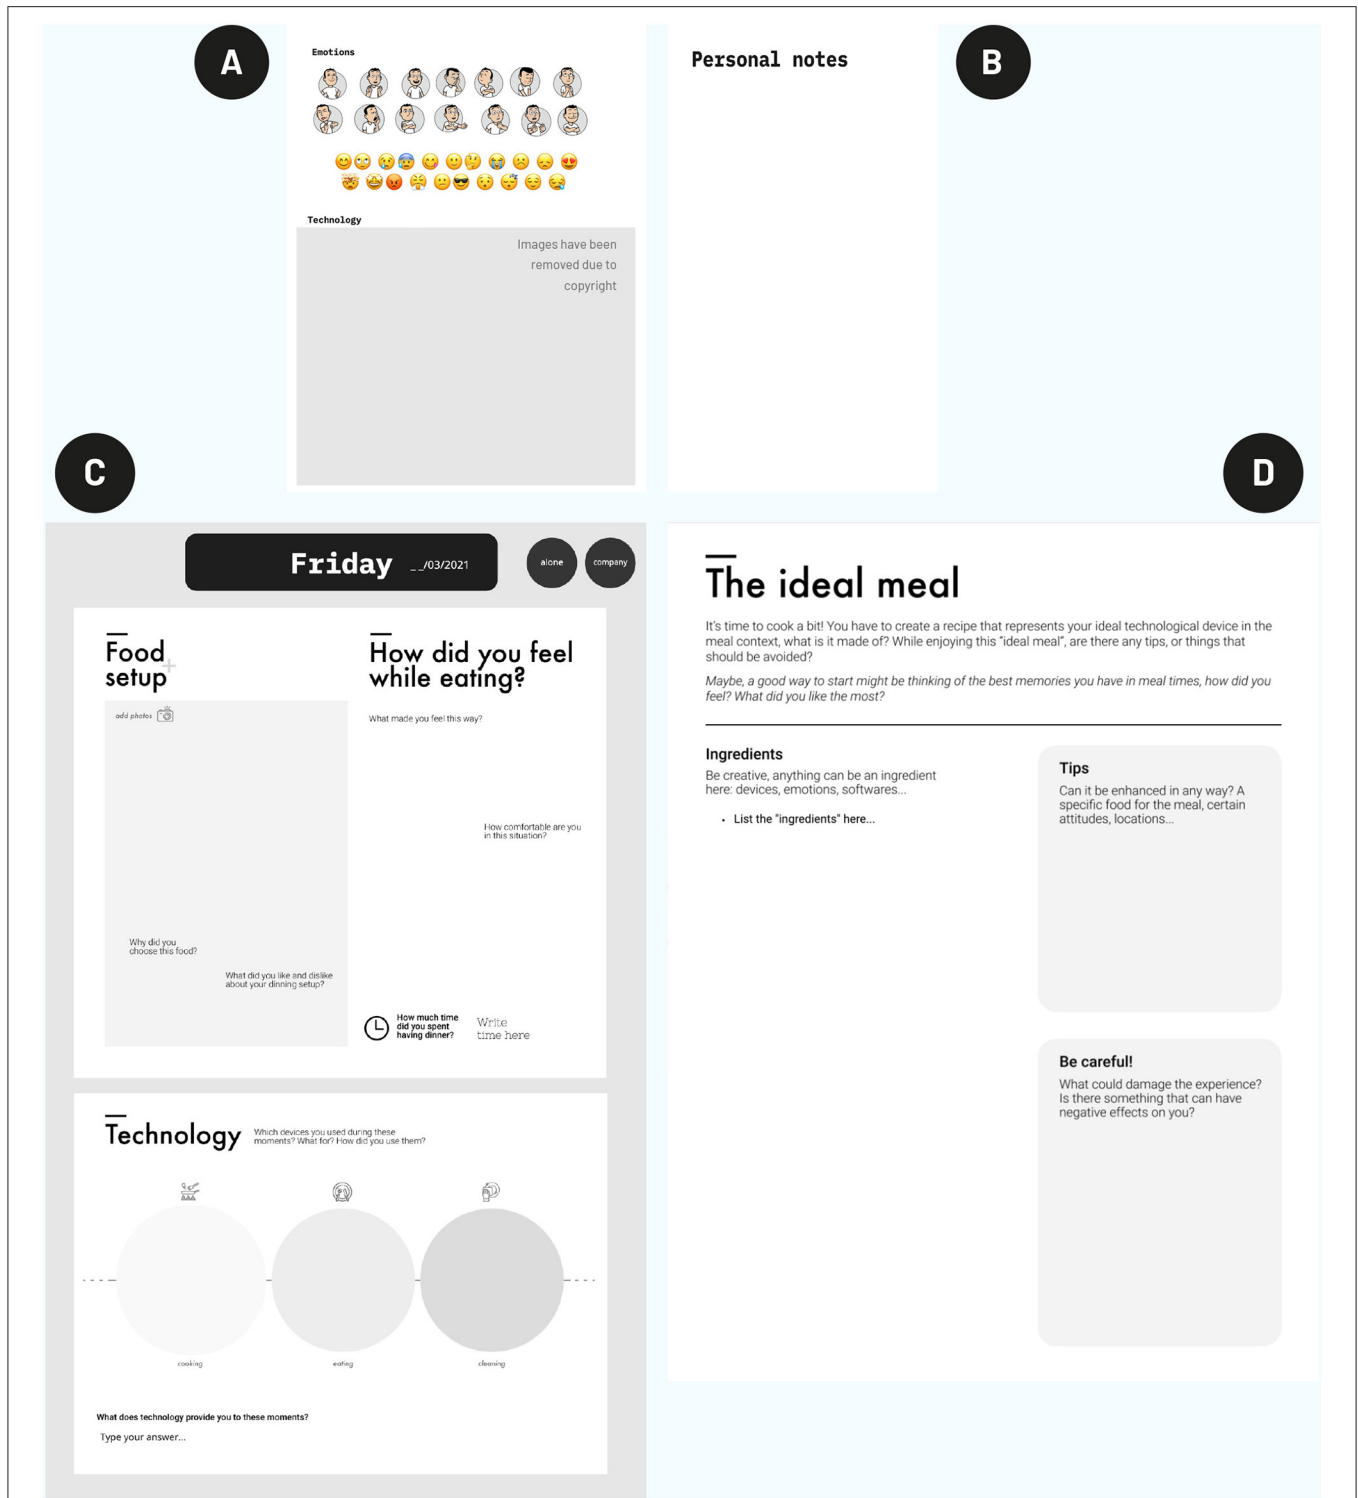 A
Emotions
Technology
Images have been
removed due to
copyright
Personal notes
B
C
Friday _ _/03/2021
alone
company
Food
setup
add photos
Why did you
choose this food?
What did you like and dislike
about your dinning setup?
How did you feel
while eating?
What made you feel this way?
How comfortable are you
in this situation?
How much time
did you spent
having dinner?
Write
time here
Technology
Which devices you used during these
moments? What for? How did you use them?
cooking
eating
cleaning
What does technology provide you to these moments?
Type your answer...
D
The ideal meal
It's time to cook a bit! You have to create a recipe that represents your ideal technological device in the
meal context, what is it made of? While enjoying this "ideal meal", are there any tips, or things that
should be avoided?
Maybe, a good way to start might be thinking of the best memories you have in meal times, how did you
feel? What did you like the most?
Ingredients
Be creative, anything can be an ingredient
here: devices, emotions, softwares...
• List the "ingredients" here...
Tips
Can it be enhanced in any way? A
specific food for the meal, certain
attitudes, locations...
Be careful!
What could damage the experience?
Is there something that can have
negative effects on you?